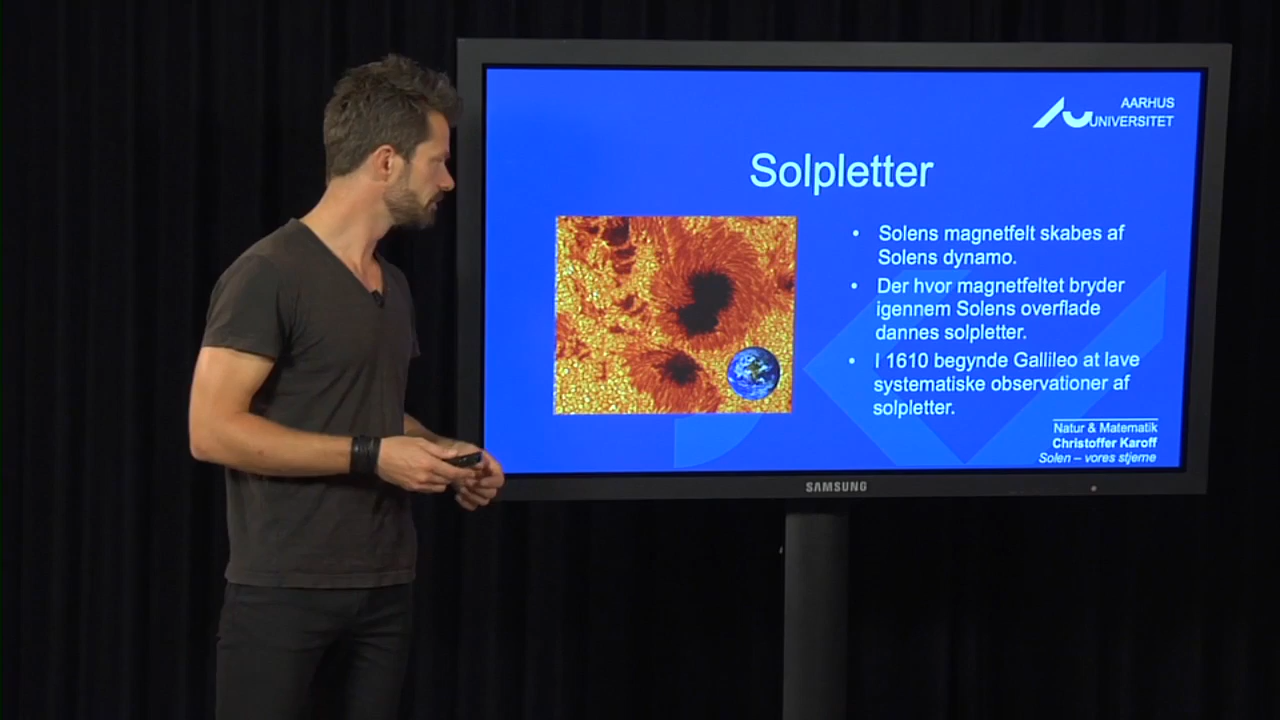 AARHUS
UNIVERSITET
Solpletter
• Solens magnetfelt skabes af
Solens dynamo.
• Der hvor magnetfeltet bryder
igennem Solens overflade
dannes solpletter.
• I 1610 begynde Gallileo at lave
systematiske observationer af
solpletter.
Natur & Matematik
Christoffer Karoff
Solen – vores stjerne
SAMSUNG